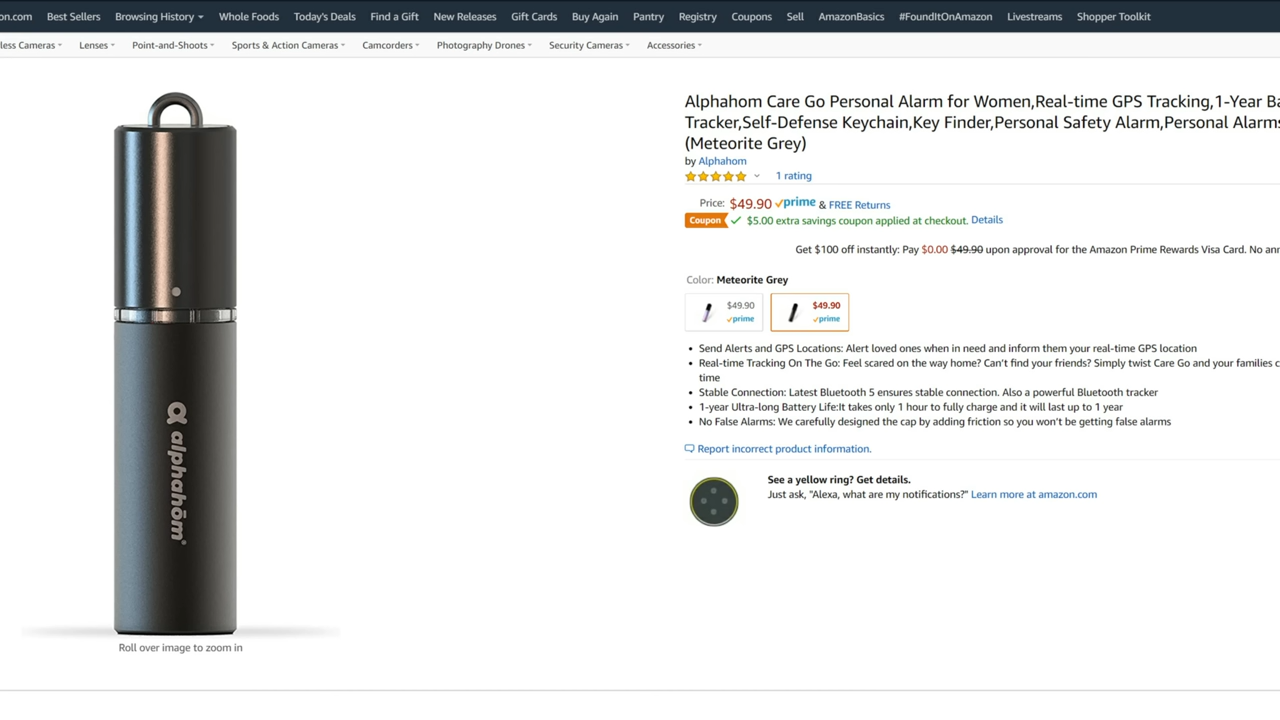 on.com Best Sellers Browsing History Whole Foods Today's Deals Find a Gift New Releases Gift Cards Buy Again Pantry Registry Coupons Sell AmazonBasics #FoundItOnAmazon Livestreams Shopper Toolkit
less Cameras Lenses Point-and-Shoots Sports & Action Cameras Camcorders Photography Drones Security Cameras Accessories
Alphahom Care Go Personal Alarm for Women,Real-time GPS Tracking,1-Year Ba
Tracker,Self-Defense Keychain,Key Finder,Personal Safety Alarm,Personal Alarms
(Meteorite Grey)
by Alphahom
1 rating
Price: $49.90 prime & FREE Returns
Coupon $5.00 extra savings coupon applied at checkout. Details
Get $100 off instantly: Pay $0.00 $49.90 upon approval for the Amazon Prime Rewards Visa Card. No ann
Color: Meteorite Grey
$49.90 $49.90
prime prime
• Send Alerts and GPS Locations: Alert loved ones when in need and inform them your real-time GPS location
• Real-time Tracking On The Go: Feel scared on the way home? Can't find your friends? Simply twist Care Go and your families c
time
• Stable Connection: Latest Bluetooth 5 ensures stable connection. Also a powerful Bluetooth tracker
• 1-year Ultra-long Battery Life:It takes only 1 hour to fully charge and it will last up to 1 year
• No False Alarms: We carefully designed the cap by adding friction so you won't be getting false alarms
Report incorrect product information.
See a yellow ring? Get details.
Just ask, "Alexa, what are my notifications?" Learn more at amazon.com
alphahöm
Roll over image to zoom in